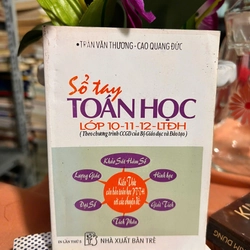 • TRẦN VĂN THƯƠNG - CAO QUANG ĐỨC
Sổ tay
TOÁN HỌC
LỚP 10-11-12-LTĐH
(Theo chương trình CCGD của Bộ Giáo dục và Đào tạo)
Khảo Sát Hàm Số
Lượng Giác
Hình học
Kiến Thức
Đại Số
Giải Tích
Tích Phân
NHÀ XUẤT BẢN TRẺ